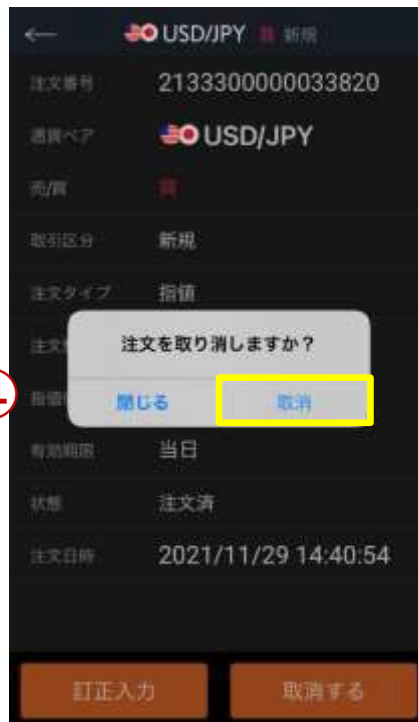 ← USD/JPY 買 新規
注文番号 2133300000033820
通貨ペア USD/JPY
売/買 買
取引区分 新規
注文タイプ 指値
注文を取り消しますか？
閉じる 取消
有効期限 当日
状態 注文済
注文日時 2021/11/29 14:40:54
訂正入力 取消する